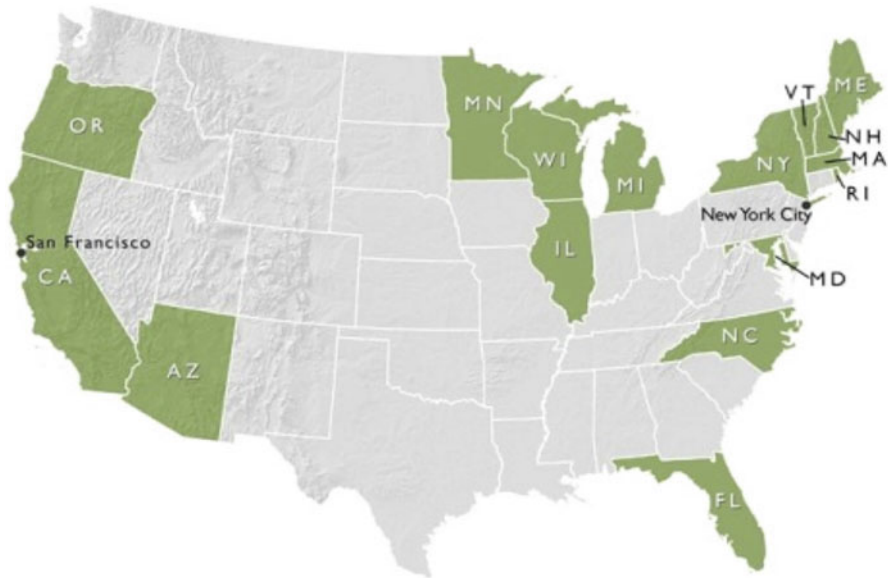 OR
MN
WI
MI
IL
ME
VT
NH
MA
NY
RI
New York City
San Francisco
CA
MD
NC
AZ
FL